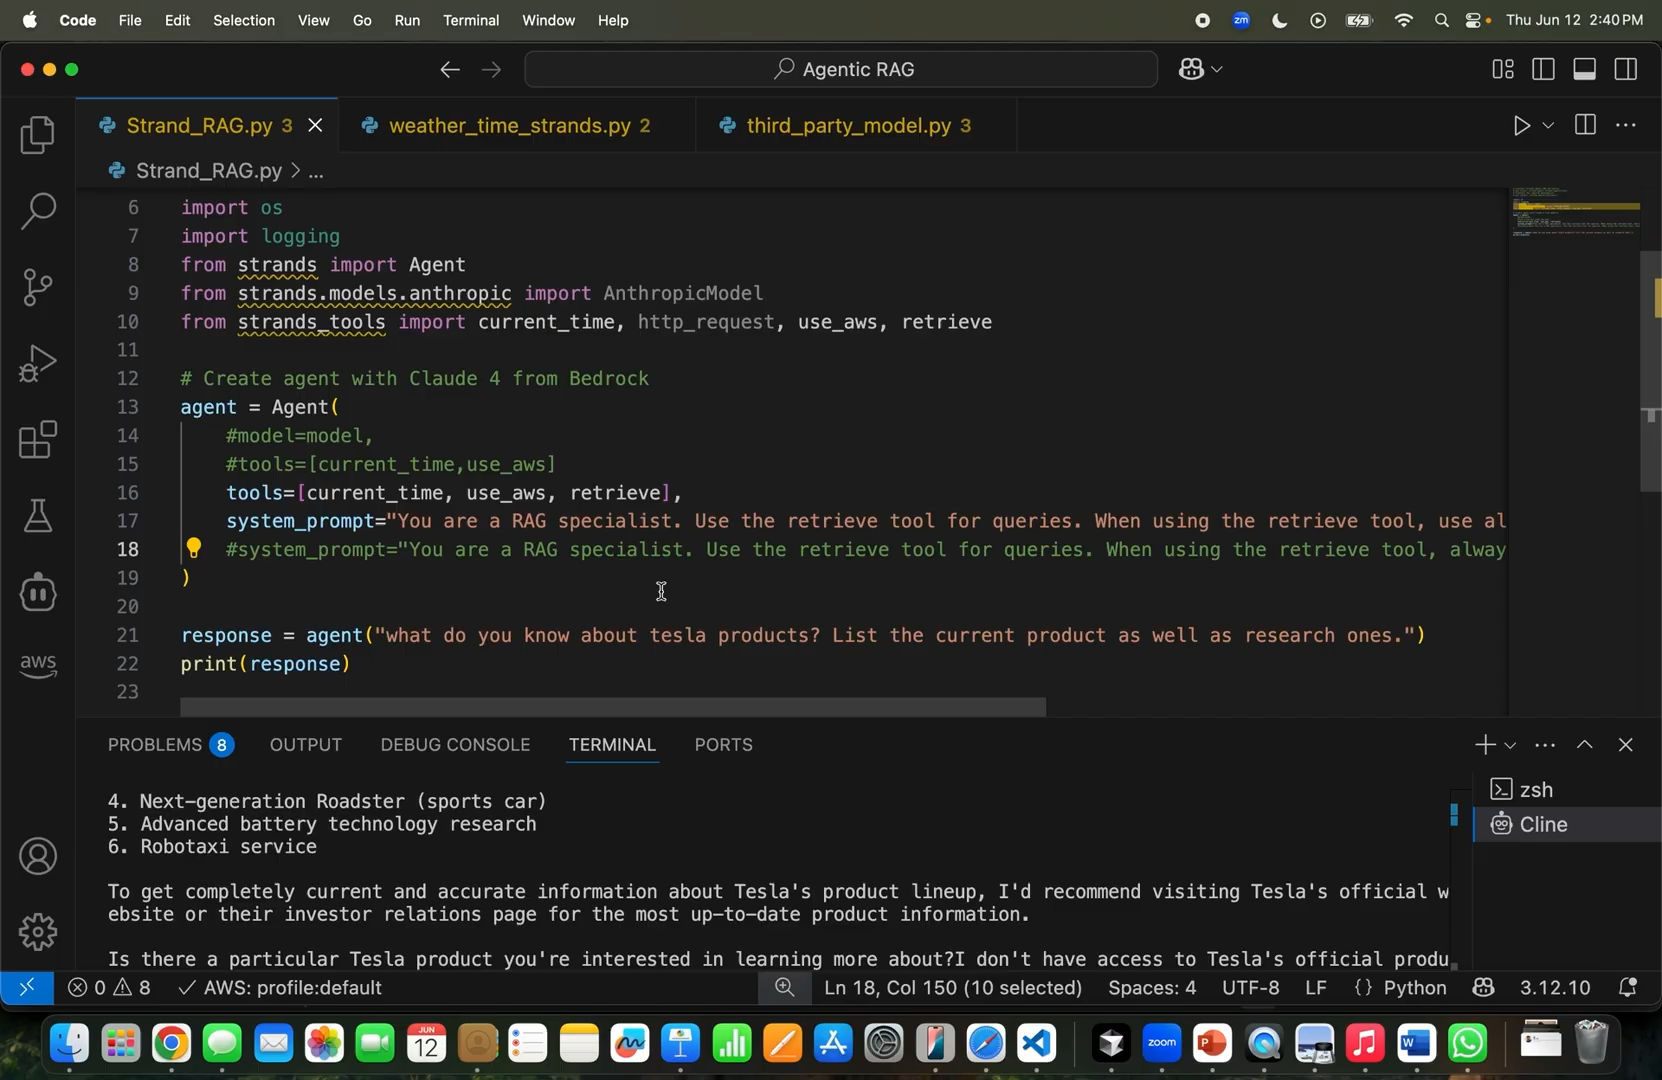 Code File Edit Selection View Go Run Terminal Window Help zm Thu Jun 12 2:40 PM
Agentic RAG
Strand_RAG.py 3 weather_time_strands.py 2 third_party_model.py 3
Strand_RAG.py > ...
6 import os
7 import logging
8 from strands import Agent
9 from strands.models.anthropic import AnthropicModel
10 from strands_tools import current_time, http_request, use_aws, retrieve
11
12 # Create agent with Claude 4 from Bedrock
13 agent = Agent(
14 #model=model,
15 #tools=[current_time,use_aws]
16 tools=[current_time, use_aws, retrieve],
17 system_prompt="You are a RAG specialist. Use the retrieve tool for queries. When using the retrieve tool, use al
18 #system_prompt="You are a RAG specialist. Use the retrieve tool for queries. When using the retrieve tool, alway
19 )
20
21 response = agent("what do you know about tesla products? List the current product as well as research ones.")
22 print(response)
23
aws
PROBLEMS 8 OUTPUT DEBUG CONSOLE TERMINAL PORTS
zsh
Cline
4. Next-generation Roadster (sports car)
5. Advanced battery technology research
6. Robotaxi service
To get completely current and accurate information about Tesla's product lineup, I'd recommend visiting Tesla's official w
ebsite or their investor relations page for the most up-to-date product information.
Is there a particular Tesla product you're interested in learning more about?I don't have access to Tesla's official produ
0 8 AWS: profile:default Ln 18, Col 150 (10 selected) Spaces: 4 UTF-8 LF {} Python 3.12.10
JUN
12
zoom